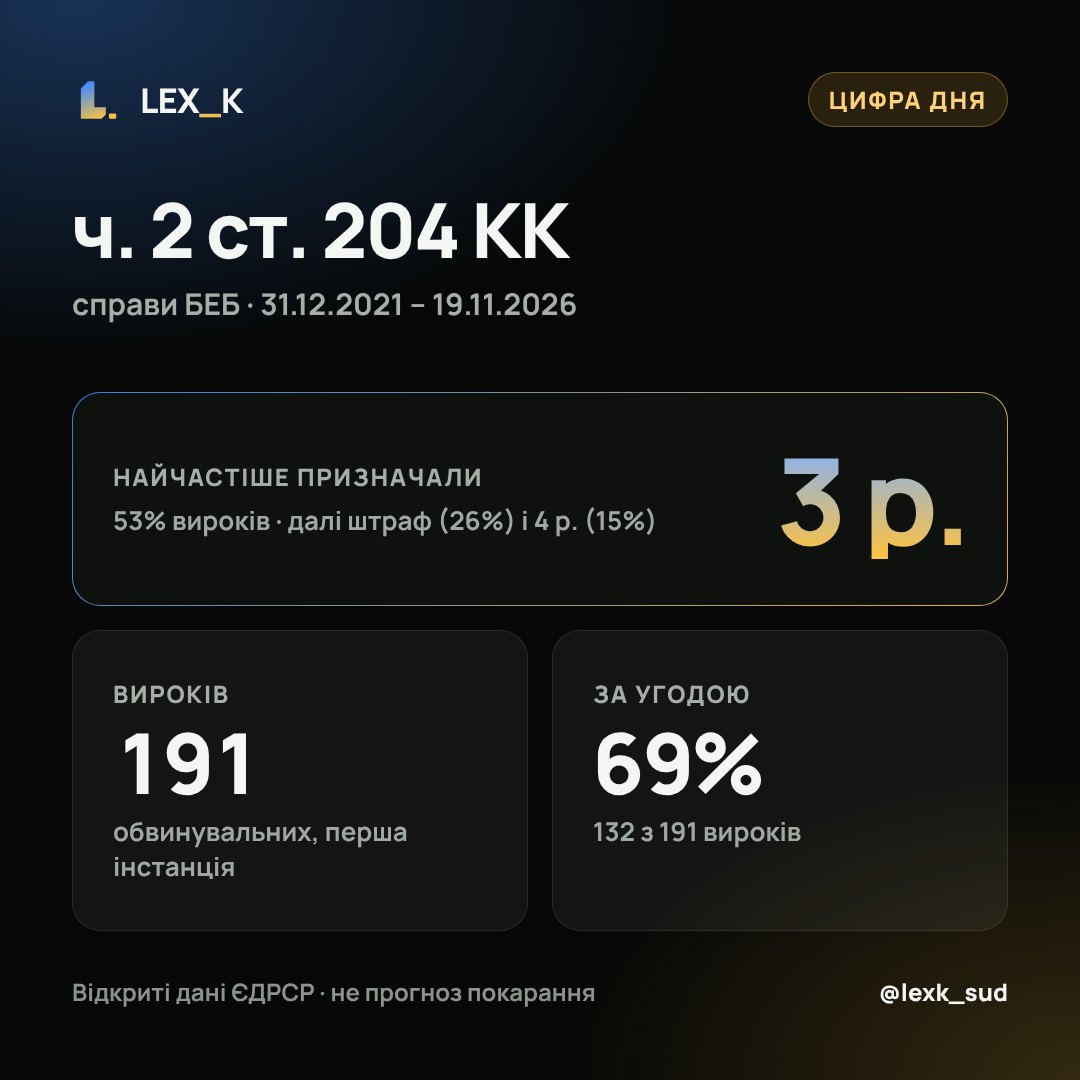 L. LEX_K
ЦИФРА ДНЯ
ч. 2 ст. 204 КК
справи БЕБ · 31.12.2021 – 19.11.2026
НАЙЧАСТІШЕ ПРИЗНАЧАЛИ
53% вироків · далі штраф (26%) і 4 р. (15%)
3 р.
ВИРОКІВ
191
обвинувальних, перша
інстанція
ЗА УГОДОЮ
69%
132 з 191 вироків
Відкриті дані ЄДРСР · не прогноз покарання
@lexk_sud